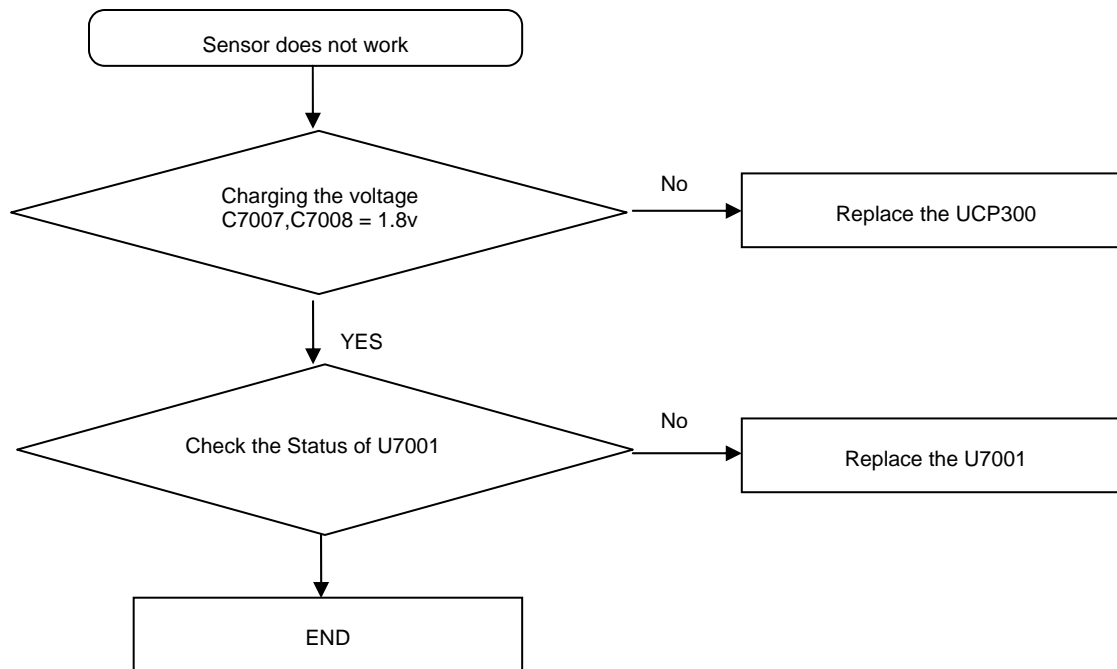 Sensor does not work
Charging the voltage
C7007,C7008 = 1.8v
No
Replace the UCP300
YES
Check the Status of U7001
No
Replace the U7001
END